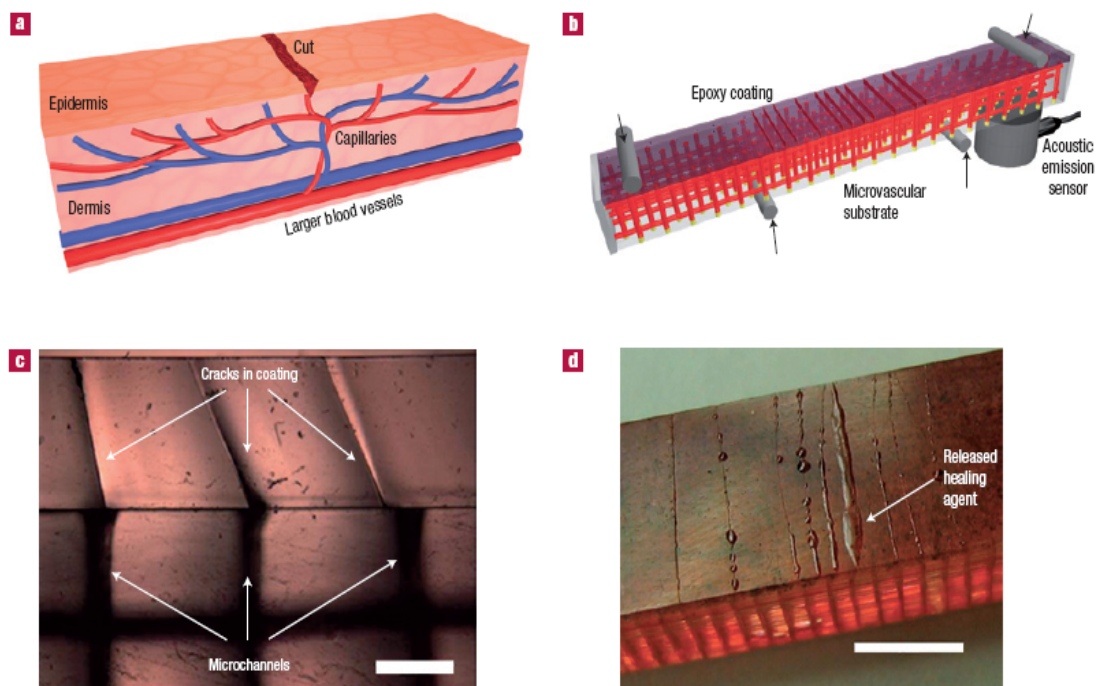 a
Cut
Epidermis
Capillaries
Dermis
Larger blood vessels
b
Epoxy coating
Acoustic
emission
sensor
Microvascular
substrate
c
Cracks in coating
Microchannels
d
Released
healing
agent